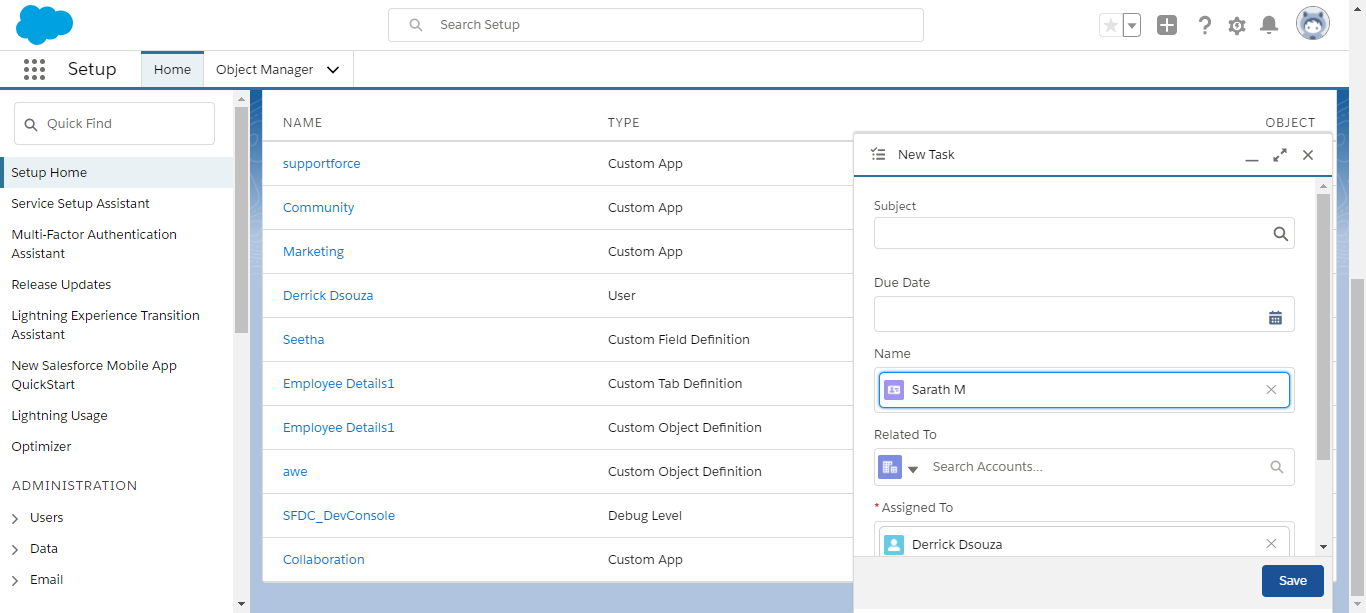 Search Setup
Setup
Home
Object Manager
Quick Find
Setup Home
Service Setup Assistant
Multi-Factor Authentication
Assistant
Release Updates
Lightning Experience Transition
Assistant
New Salesforce Mobile App
QuickStart
Lightning Usage
Optimizer
ADMINISTRATION
Users
Data
Email
NAME TYPE OBJECT
supportforce Custom App
Community Custom App
Marketing Custom App
Derrick Dsouza User
Seetha Custom Field Definition
Employee Details1 Custom Tab Definition
Employee Details1 Custom Object Definition
awe Custom Object Definition
SFDC_DevConsole Debug Level
Collaboration Custom App
New Task
Subject
Due Date
Name
Sarath M
Related To
Search Accounts...
* Assigned To
Derrick Dsouza
Save